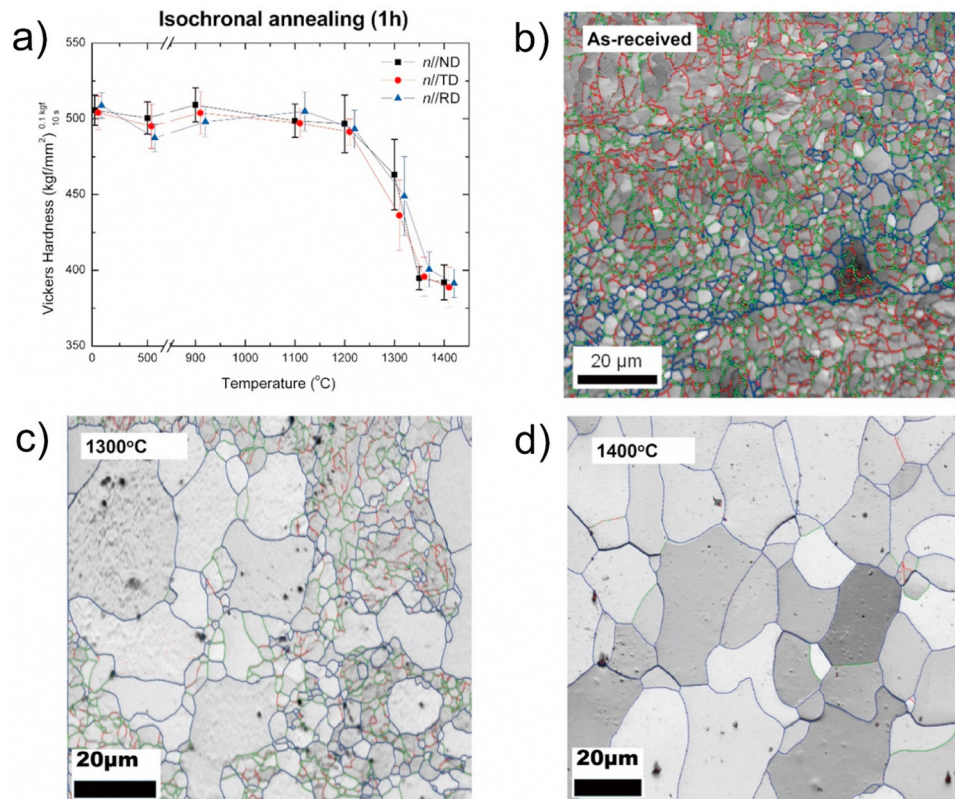 a)
Isochronal annealing (1h)
Vickers Hardness (kgf/mm²) 0.1 kgf 10 s
550
500
450
400
350
n//ND
n//TD
n//RD
0 500 900 1000 1100 1200 1300 1400
Temperature (°C)
b)
As-received
20 µm
c)
1300°C
20µm
d)
1400°C
20µm